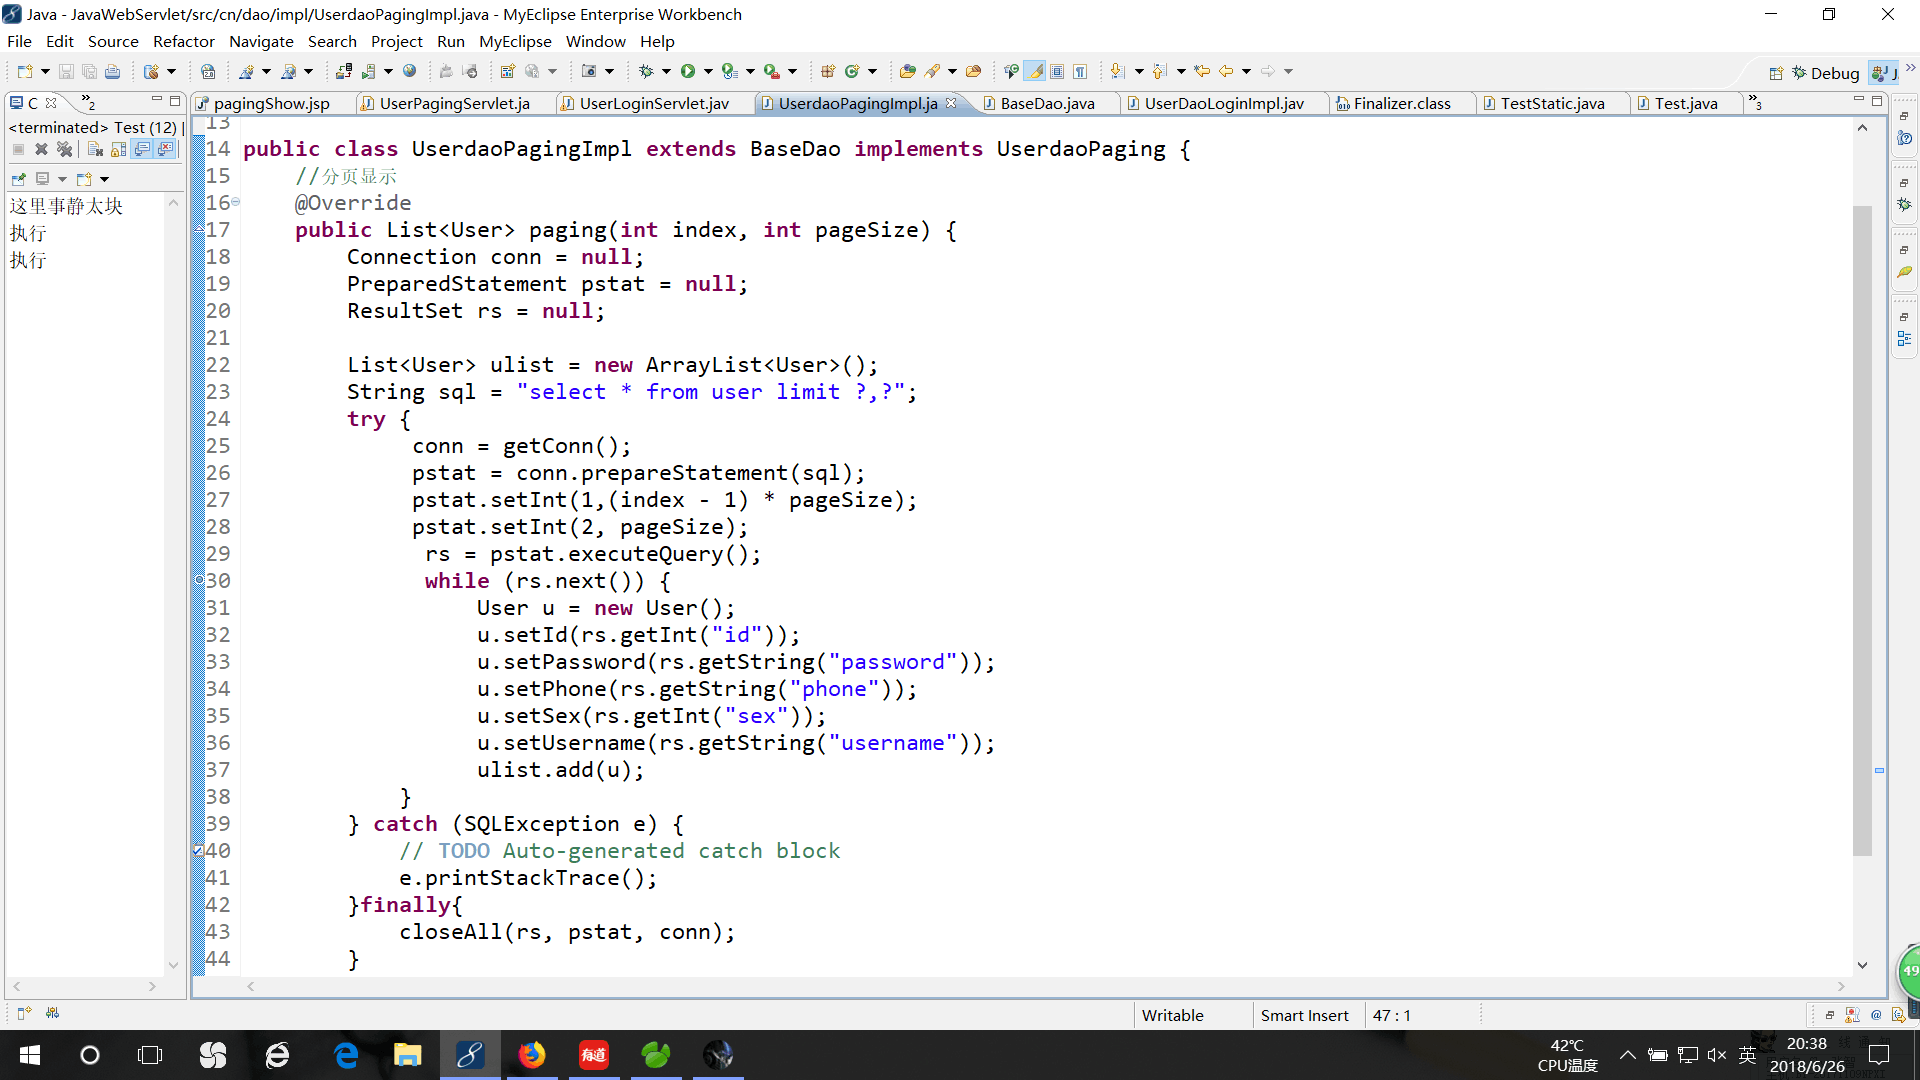 Java - JavaWebServlet/src/cn/dao/impl/UserdaoPagingImpl.java - MyEclipse Enterprise Workbench
File Edit Source Refactor Navigate Search Project Run MyEclipse Window Help
Debug J
C 2
pagingShow.jsp UserPagingServlet.ja UserLoginServlet.jav UserdaoPagingImpl.ja BaseDao.java UserDaoLoginImpl.jav Finalizer.class TestStatic.java Test.java 3
<terminated> Test (12)
这里事静太块
执行
执行
13
14 public class UserdaoPagingImpl extends BaseDao implements UserdaoPaging {
15     //分页显示
16     @Override
17     public List<User> paging(int index, int pageSize) {
18         Connection conn = null;
19         PreparedStatement pstat = null;
20         ResultSet rs = null;
21
22         List<User> ulist = new ArrayList<User>();
23         String sql = "select * from user limit ?,?";
24         try {
25              conn = getConn();
26              pstat = conn.prepareStatement(sql);
27              pstat.setInt(1,(index - 1) * pageSize);
28              pstat.setInt(2, pageSize);
29               rs = pstat.executeQuery();
30               while (rs.next()) {
31                   User u = new User();
32                   u.setId(rs.getInt("id"));
33                   u.setPassword(rs.getString("password"));
34                   u.setPhone(rs.getString("phone"));
35                   u.setSex(rs.getInt("sex"));
36                   u.setUsername(rs.getString("username"));
37                   ulist.add(u);
38             }
39         } catch (SQLException e) {
40             // TODO Auto-generated catch block
41             e.printStackTrace();
42         }finally{
43             closeAll(rs, pstat, conn);
44         }
49
Writable Smart Insert 47 : 1
有道
42℃
CPU温度
英
20:38
2018/6/26